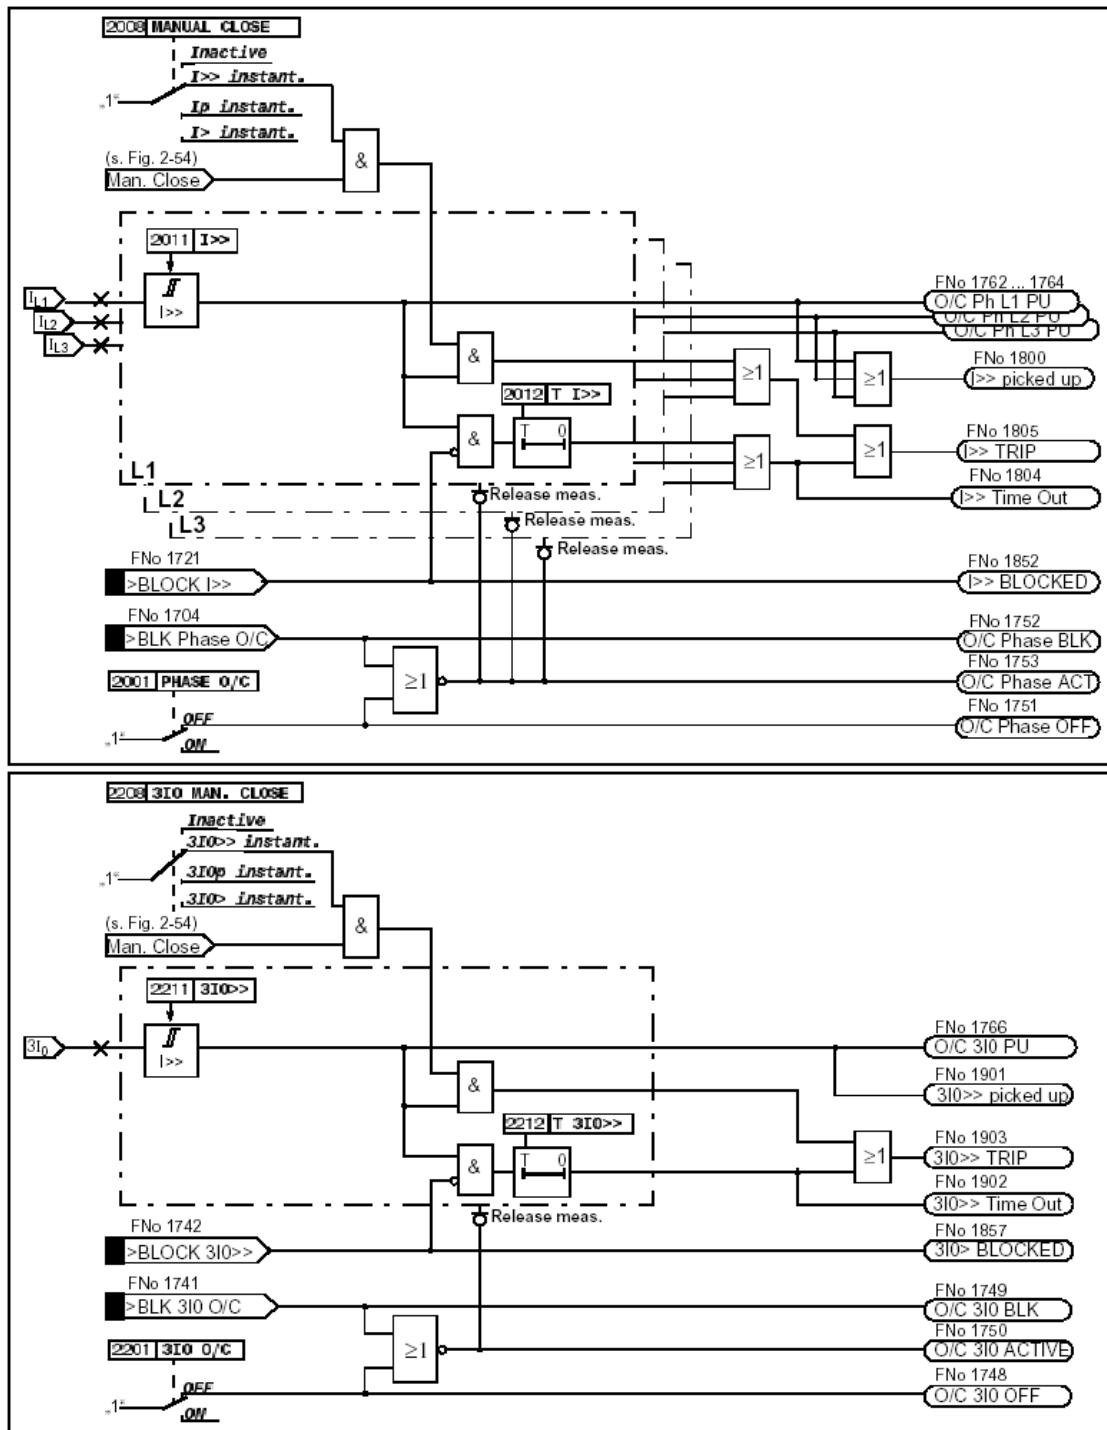 2008 MANUAL CLOSE
Inactive
I>> instant.
„1“
Ip instant.
I> instant.
(s. Fig. 2-54)
Man. Close
&
2011 I>>
I>>
IL1
IL2
IL3
FNo 1762 ... 1764
O/C Ph L1 PU
O/C Ph L2 PU
O/C Ph L3 PU
&
≥1
≥1
FNo 1800
I>> picked up
2012 T I>>
&
T 0
≥1
≥1
FNo 1805
I>> TRIP
FNo 1804
I>> Time Out
L1
L2
L3
Release meas.
Release meas.
Release meas.
FNo 1721
>BLOCK I>>
FNo 1852
I>> BLOCKED
FNo 1704
>BLK Phase O/C
FNo 1752
O/C Phase BLK
≥1
FNo 1753
O/C Phase ACT
2001 PHASE O/C
OFF
„1“
ON
FNo 1751
O/C Phase OFF
2208 3I0 MAN. CLOSE
Inactive
3I0>> instant.
„1“
3I0p instant.
3I0> instant.
(s. Fig. 2-54)
Man. Close
&
2211 3I0>>
I>>
3I0
FNo 1766
O/C 3I0 PU
&
FNo 1901
3I0>> picked up
2212 T 3I0>>
&
T 0
≥1
FNo 1903
3I0>> TRIP
FNo 1902
3I0>> Time Out
Release meas.
FNo 1742
>BLOCK 3I0>>
FNo 1857
3I0> BLOCKED
FNo 1741
>BLK 3I0 O/C
FNo 1749
O/C 3I0 BLK
≥1
FNo 1750
O/C 3I0 ACTIVE
2201 3I0 O/C
OFF
„1“
ON
FNo 1748
O/C 3I0 OFF